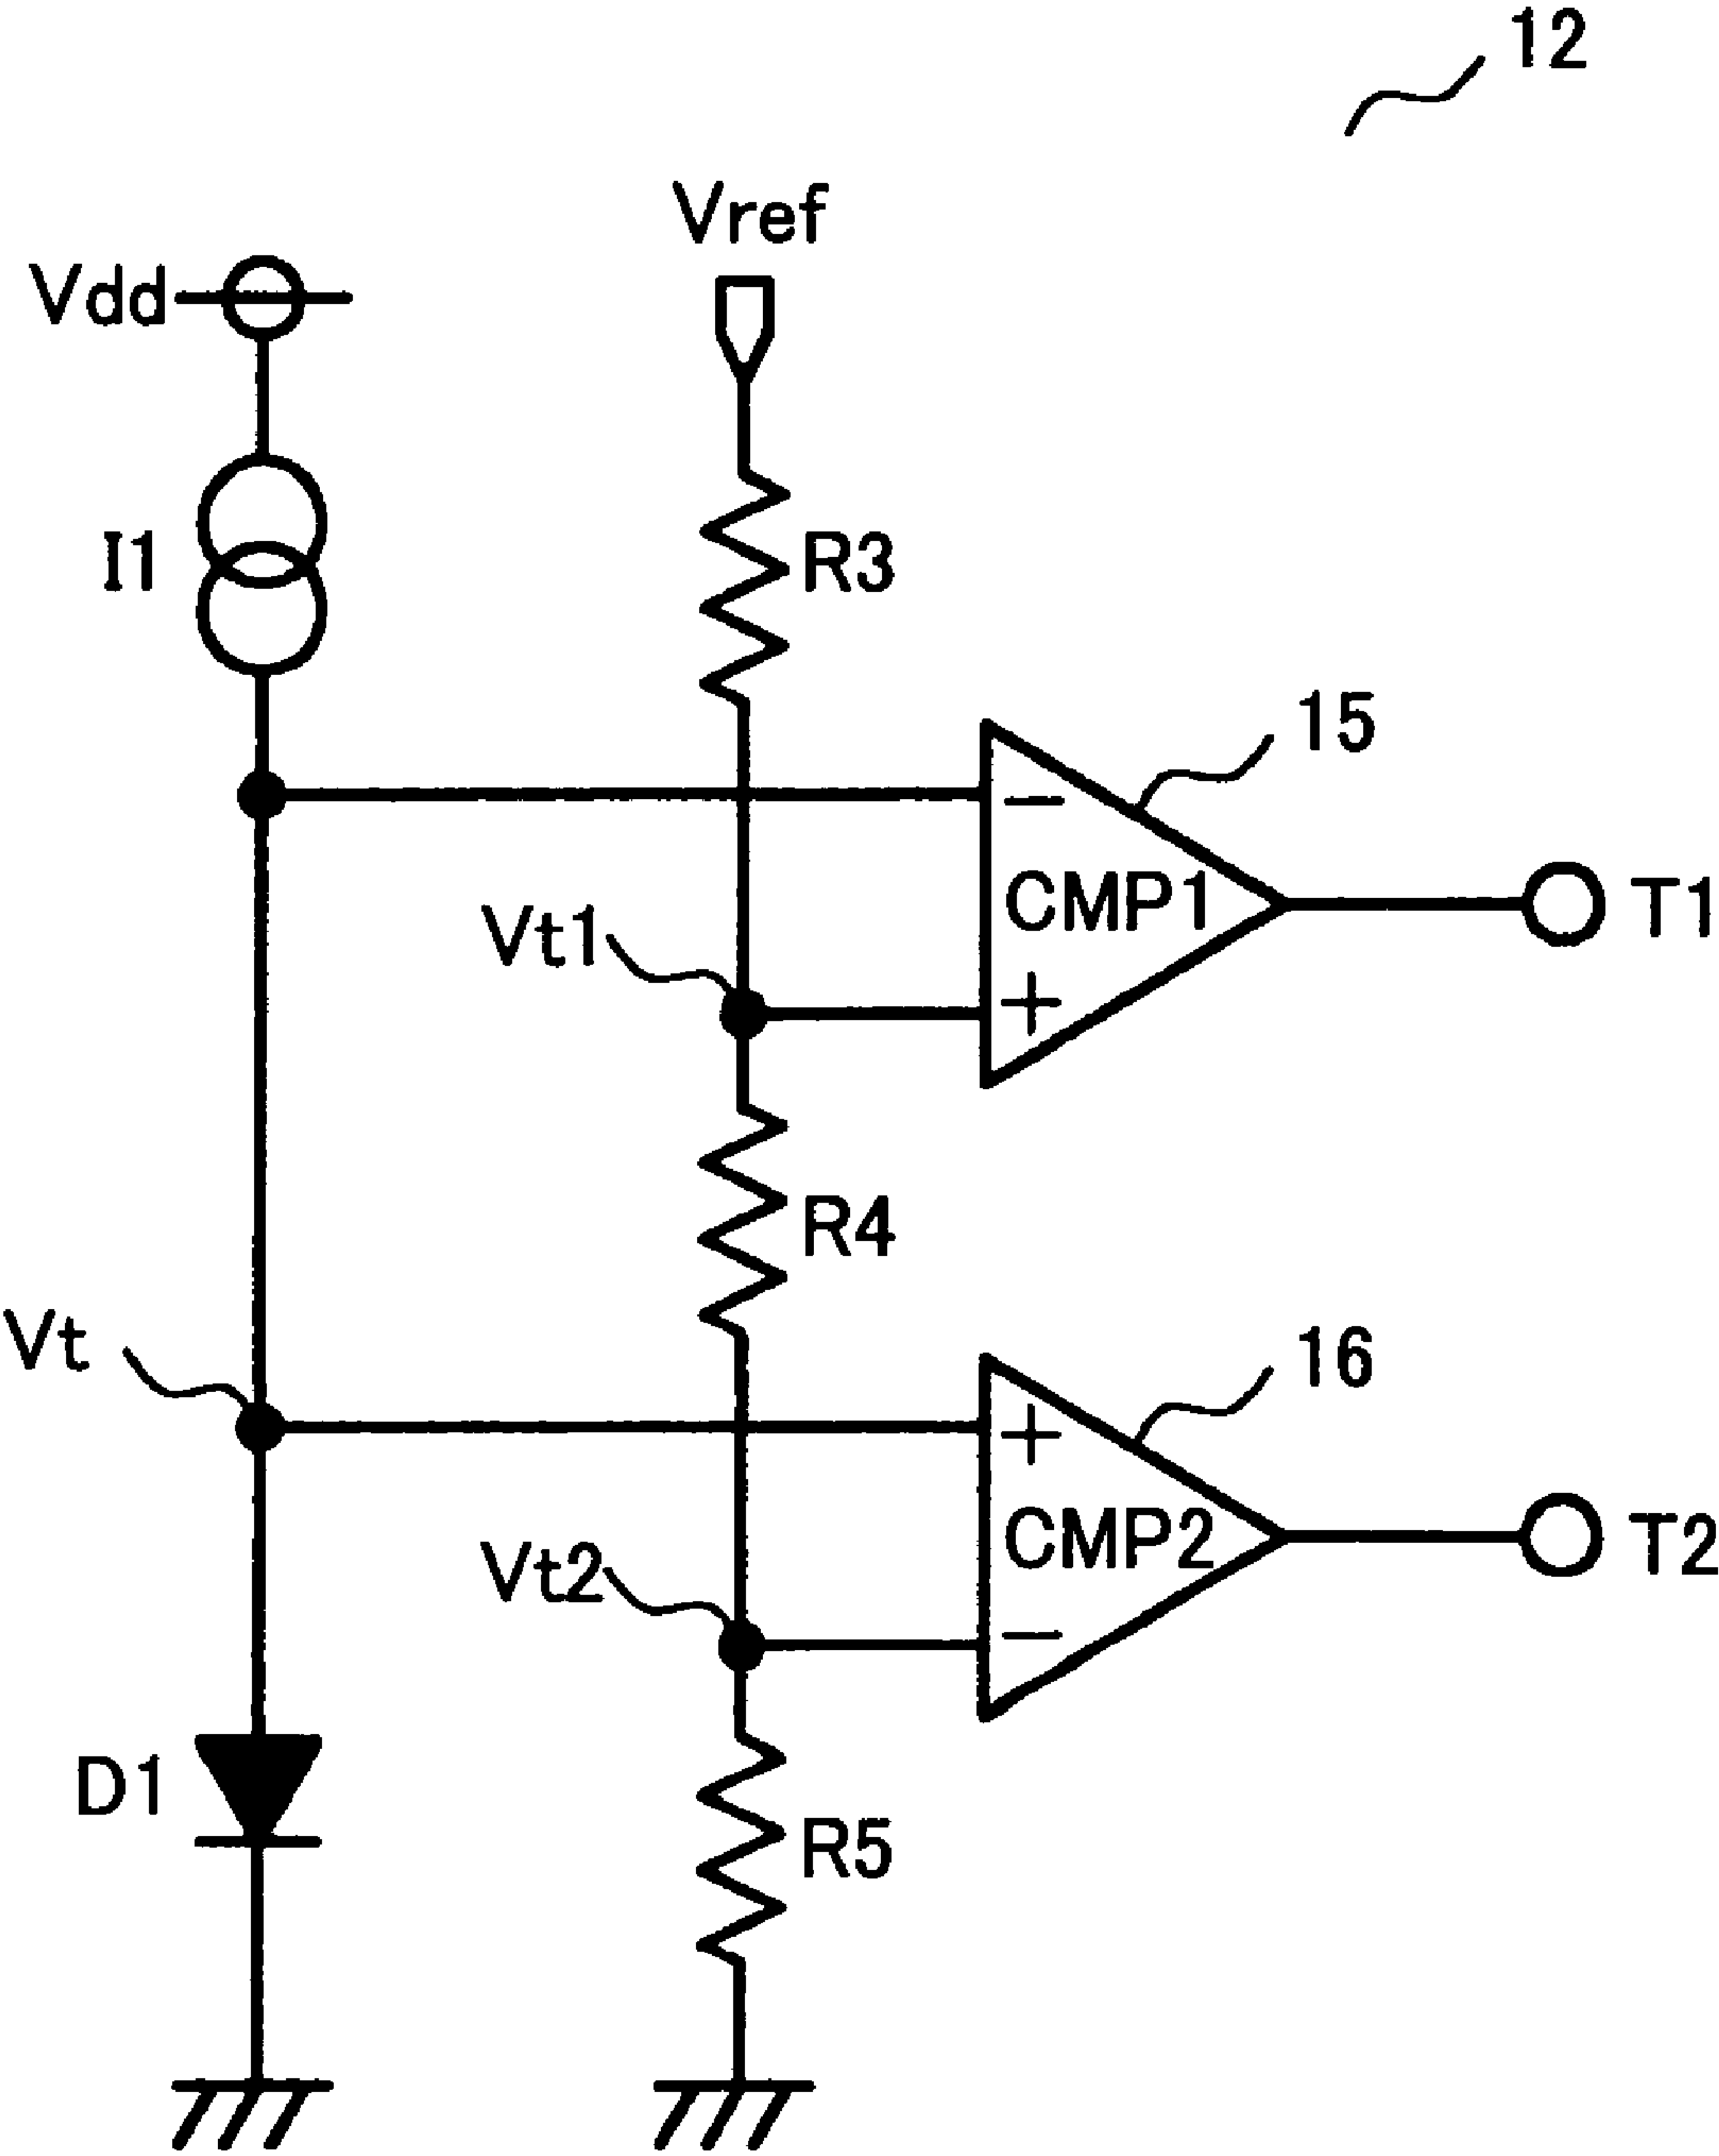 12
Vref
Vdd
I1
R3
15
−
CMP1
+
T1
Vt1
R4
Vt
16
+
CMP2
−
T2
Vt2
D1
R5